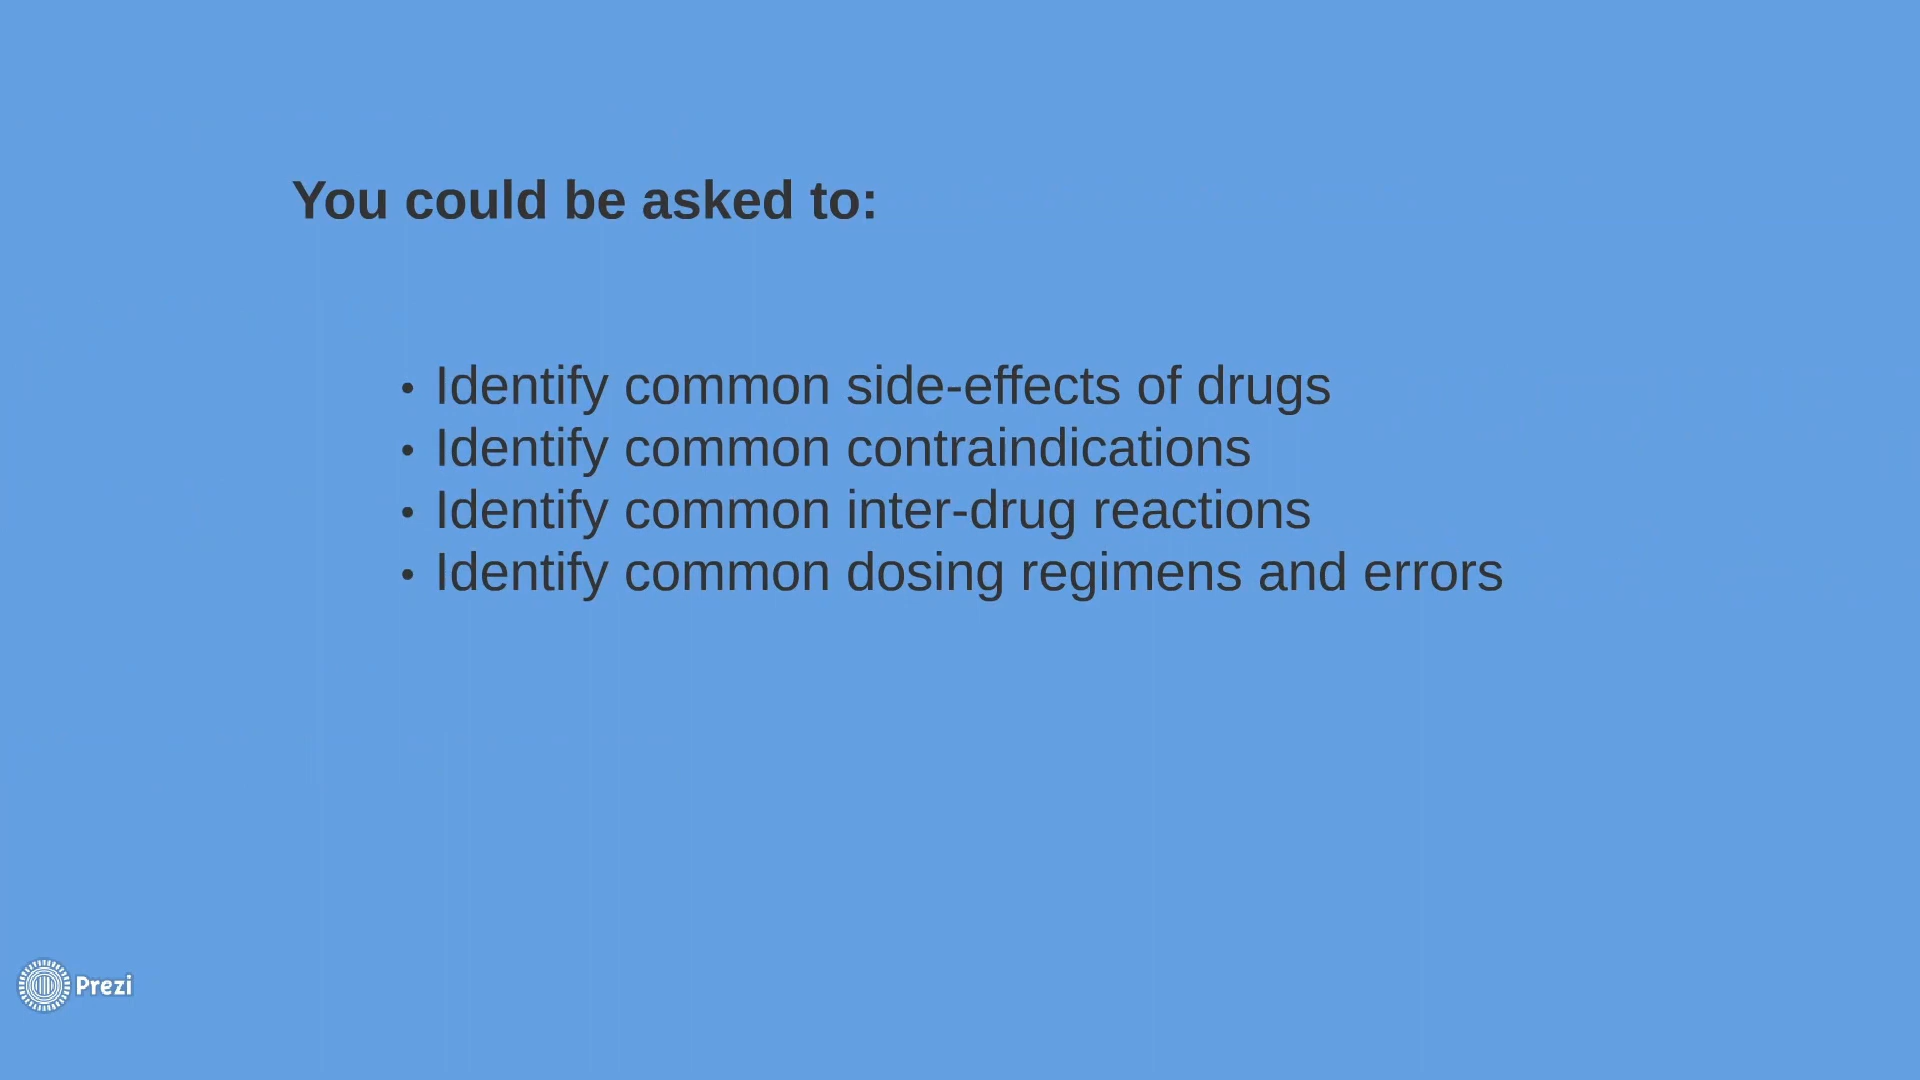 You could be asked to:
• Identify common side-effects of drugs
• Identify common contraindications
• Identify common inter-drug reactions
• Identify common dosing regimens and errors
Prezi